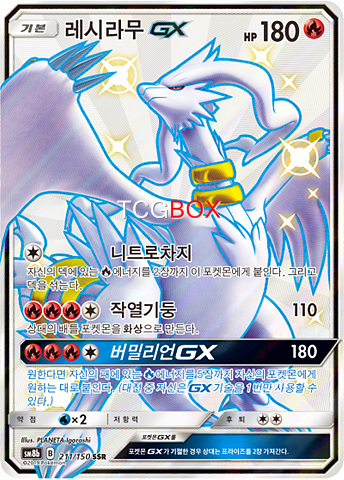 기본 레시라무 GX HP 180
TCGBOX
니트로차지
자신의 덱에 있는 에너지를 2장까지 이 포켓몬에게 붙인다. 그리고
덱을 섞는다.
작열기둥 110
상대의 배틀 포켓몬을 화상으로 만든다.
버밀리언GX 180
원한다면 자신의 패에 있는 에너지를 5장까지 자신의 포켓몬에게
원하는 대로 붙인다. (대전 중 자신은 GX 기술을 1번만 사용할 수
있다.)
약점 ×2 저항력 후퇴
Illus. PLANETA Igarashi
sm8b B 211/150 SSR
©2019 Pokémon
포켓몬 GX룰
포켓몬 GX가 기절한 경우 상대는 프라이즈를 2장 가져간다.